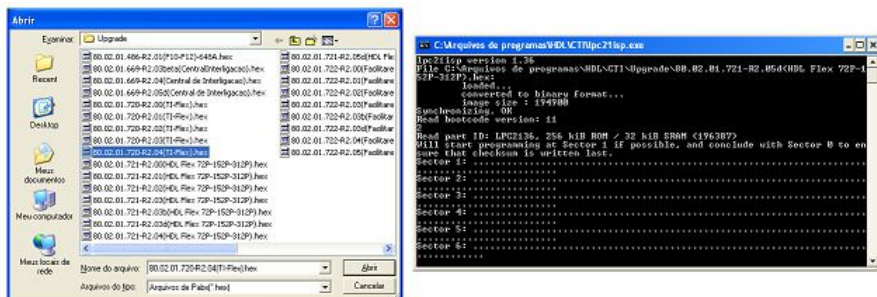 Abrir
Examinar:
Upgrade
Recent
Desktop
Meus
documentos
Meu computador
Meus locais de
rede
80.02.01.486-R2.01(F10-F12)-648A.hex
80.02.01.669-R2.03beta(CentralInterligacao).hex
80.02.01.669-R2.04(Central de Interligacao).hex
80.02.01.669-R2.05d(Central de Interligacao).hex
80.02.01.720-R2.00(TI-Flex).hex
80.02.01.720-R2.01(TI-Flex).hex
80.02.01.720-R2.02(TI-Flex).hex
80.02.01.720-R2.03(TI-Flex).hex
80.02.01.720-R2.04(TI-Flex).hex
80.02.01.721-R2.00(HDL Flex 72P-152P-312P).hex
80.02.01.721-R2.01(HDL Flex 72P-152P-312P).hex
80.02.01.721-R2.02(HDL Flex 72P-152P-312P).hex
80.02.01.721-R2.03b(HDL Flex 72P-152P-312P).hex
80.02.01.721-R2.03d(HDL Flex 72P-152P-312P).hex
80.02.01.721-R2.04(HDL Flex 72P-152P-312P).hex
80.02.01.721-R2.05d(HDL Fle
80.02.01.722-R2.00(Facilitare
80.02.01.722-R2.01(Facilitare
80.02.01.722-R2.02(Facilitare
80.02.01.722-R2.03b(Facilitar
80.02.01.722-R2.03d(Facilitar
80.02.01.722-R2.04(Facilitare
80.02.01.722-R2.05(Facilitare
Nome do arquivo:
80.02.01.720-R2.04(TI-Flex).hex
Abrir
Arquivos do tipo:
Arquivos de Pabx(*.hex)
Cancelar
C:\Arquivos de programas\HDL\CTI\lpc21isp.exe
lpc21isp version 1.36
File C:\Arquivos de programas\HDL\CTI\Upgrade\80.02.01.721-R2.05d(HDL Flex 72P-1
52P-312P).hex:
loaded...
converted to binary format...
image size : 194900
Synchronizing. OK
Read bootcode version: 11
2
Read part ID: LPC2136, 256 kiB ROM / 32 kiB SRAM (196387)
Will start programming at Sector 1 if possible, and conclude with Sector 0 to en
sure that checksum is written last.
Sector 1:
Sector 2:
Sector 3:
Sector 4:
Sector 5:
Sector 6: